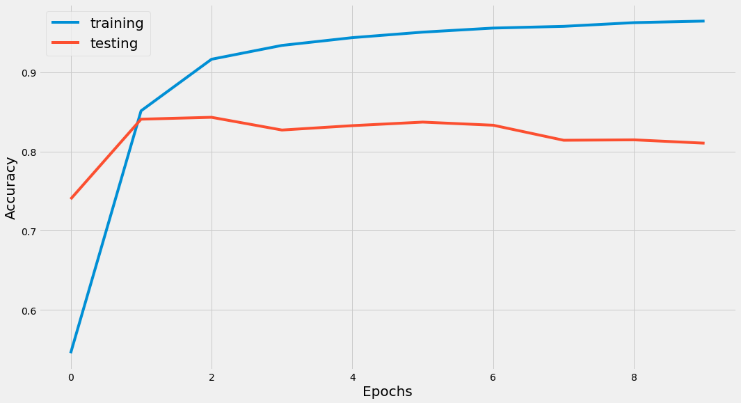 training
testing
0.9
0.8
0.7
0.6
Accuracy
0 2 4 6 8
Epochs